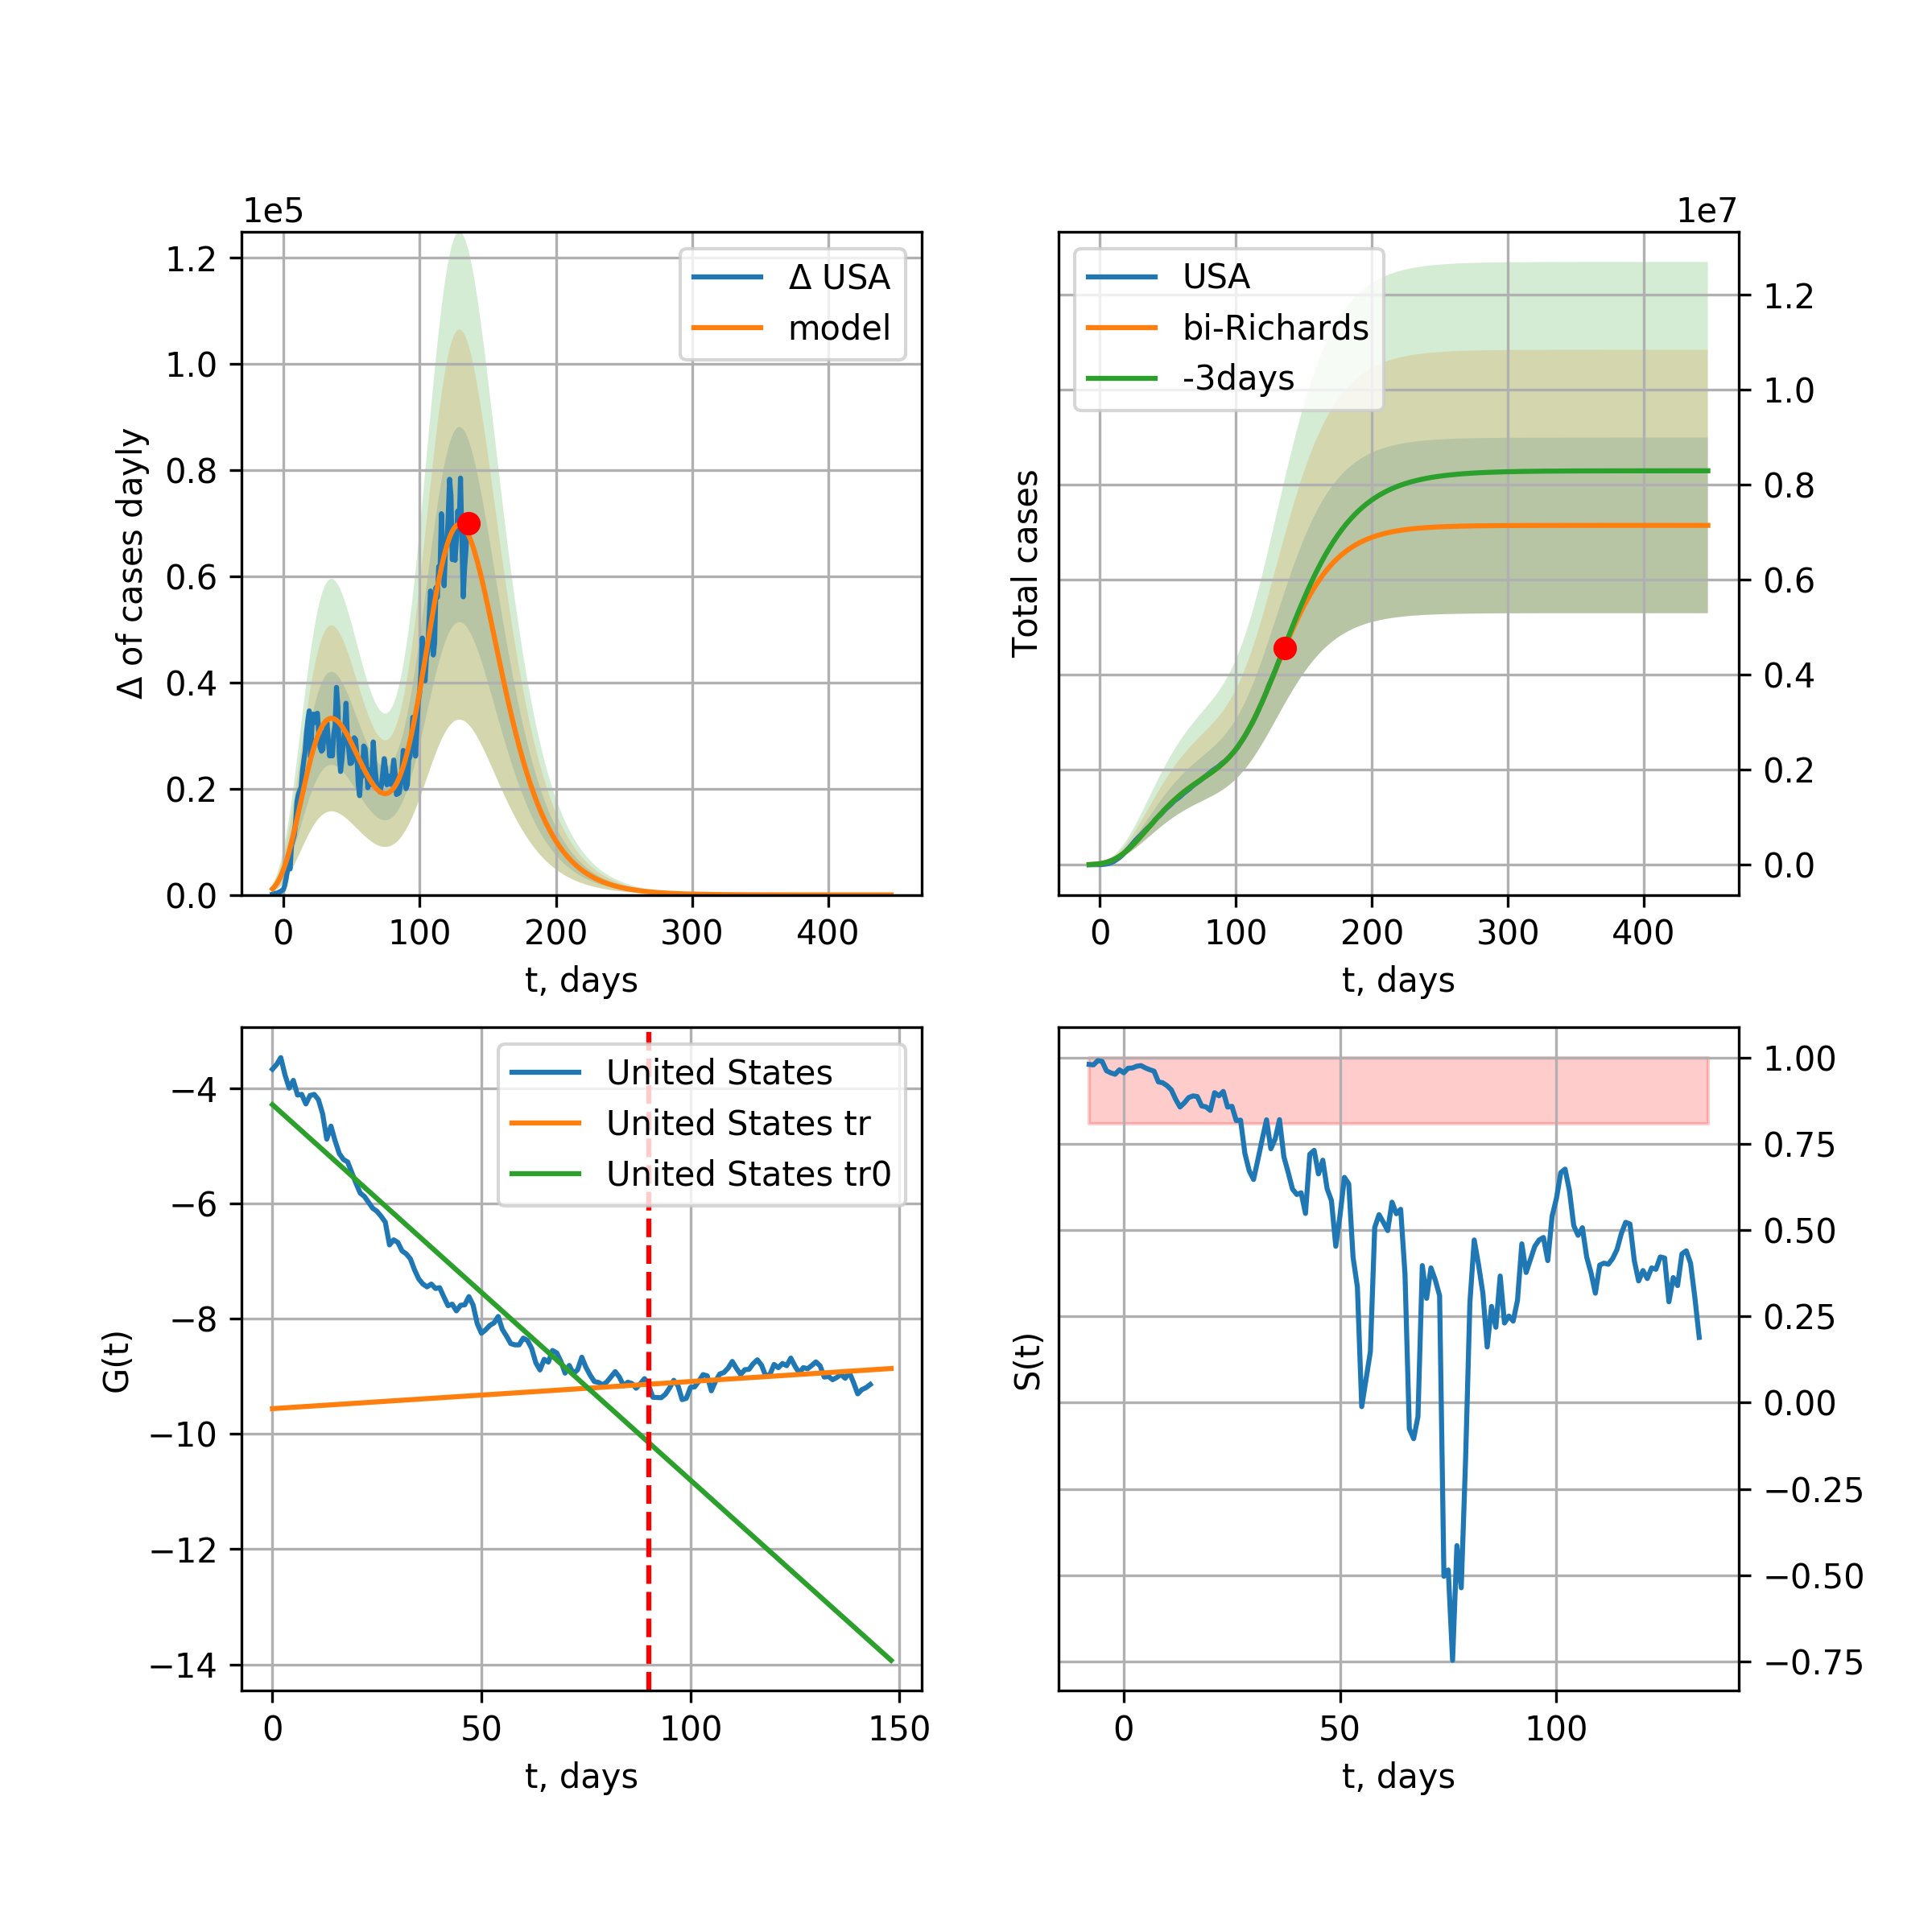 1e5
1.2
1.0
0.8
0.6
0.4
0.2
0.0
Δ of cases dayly
Δ USA
model
0 100 200 300 400
t, days
1e7
USA
bi-Richards
-3days
Total cases
1.2
1.0
0.8
0.6
0.4
0.2
0.0
0 100 200 300 400
t, days
United States
United States tr
United States tr0
−4
−6
−8
−10
−12
−14
G(t)
0 50 100 150
t, days
S(t)
1.00
0.75
0.50
0.25
0.00
−0.25
−0.50
−0.75
0 50 100
t, days